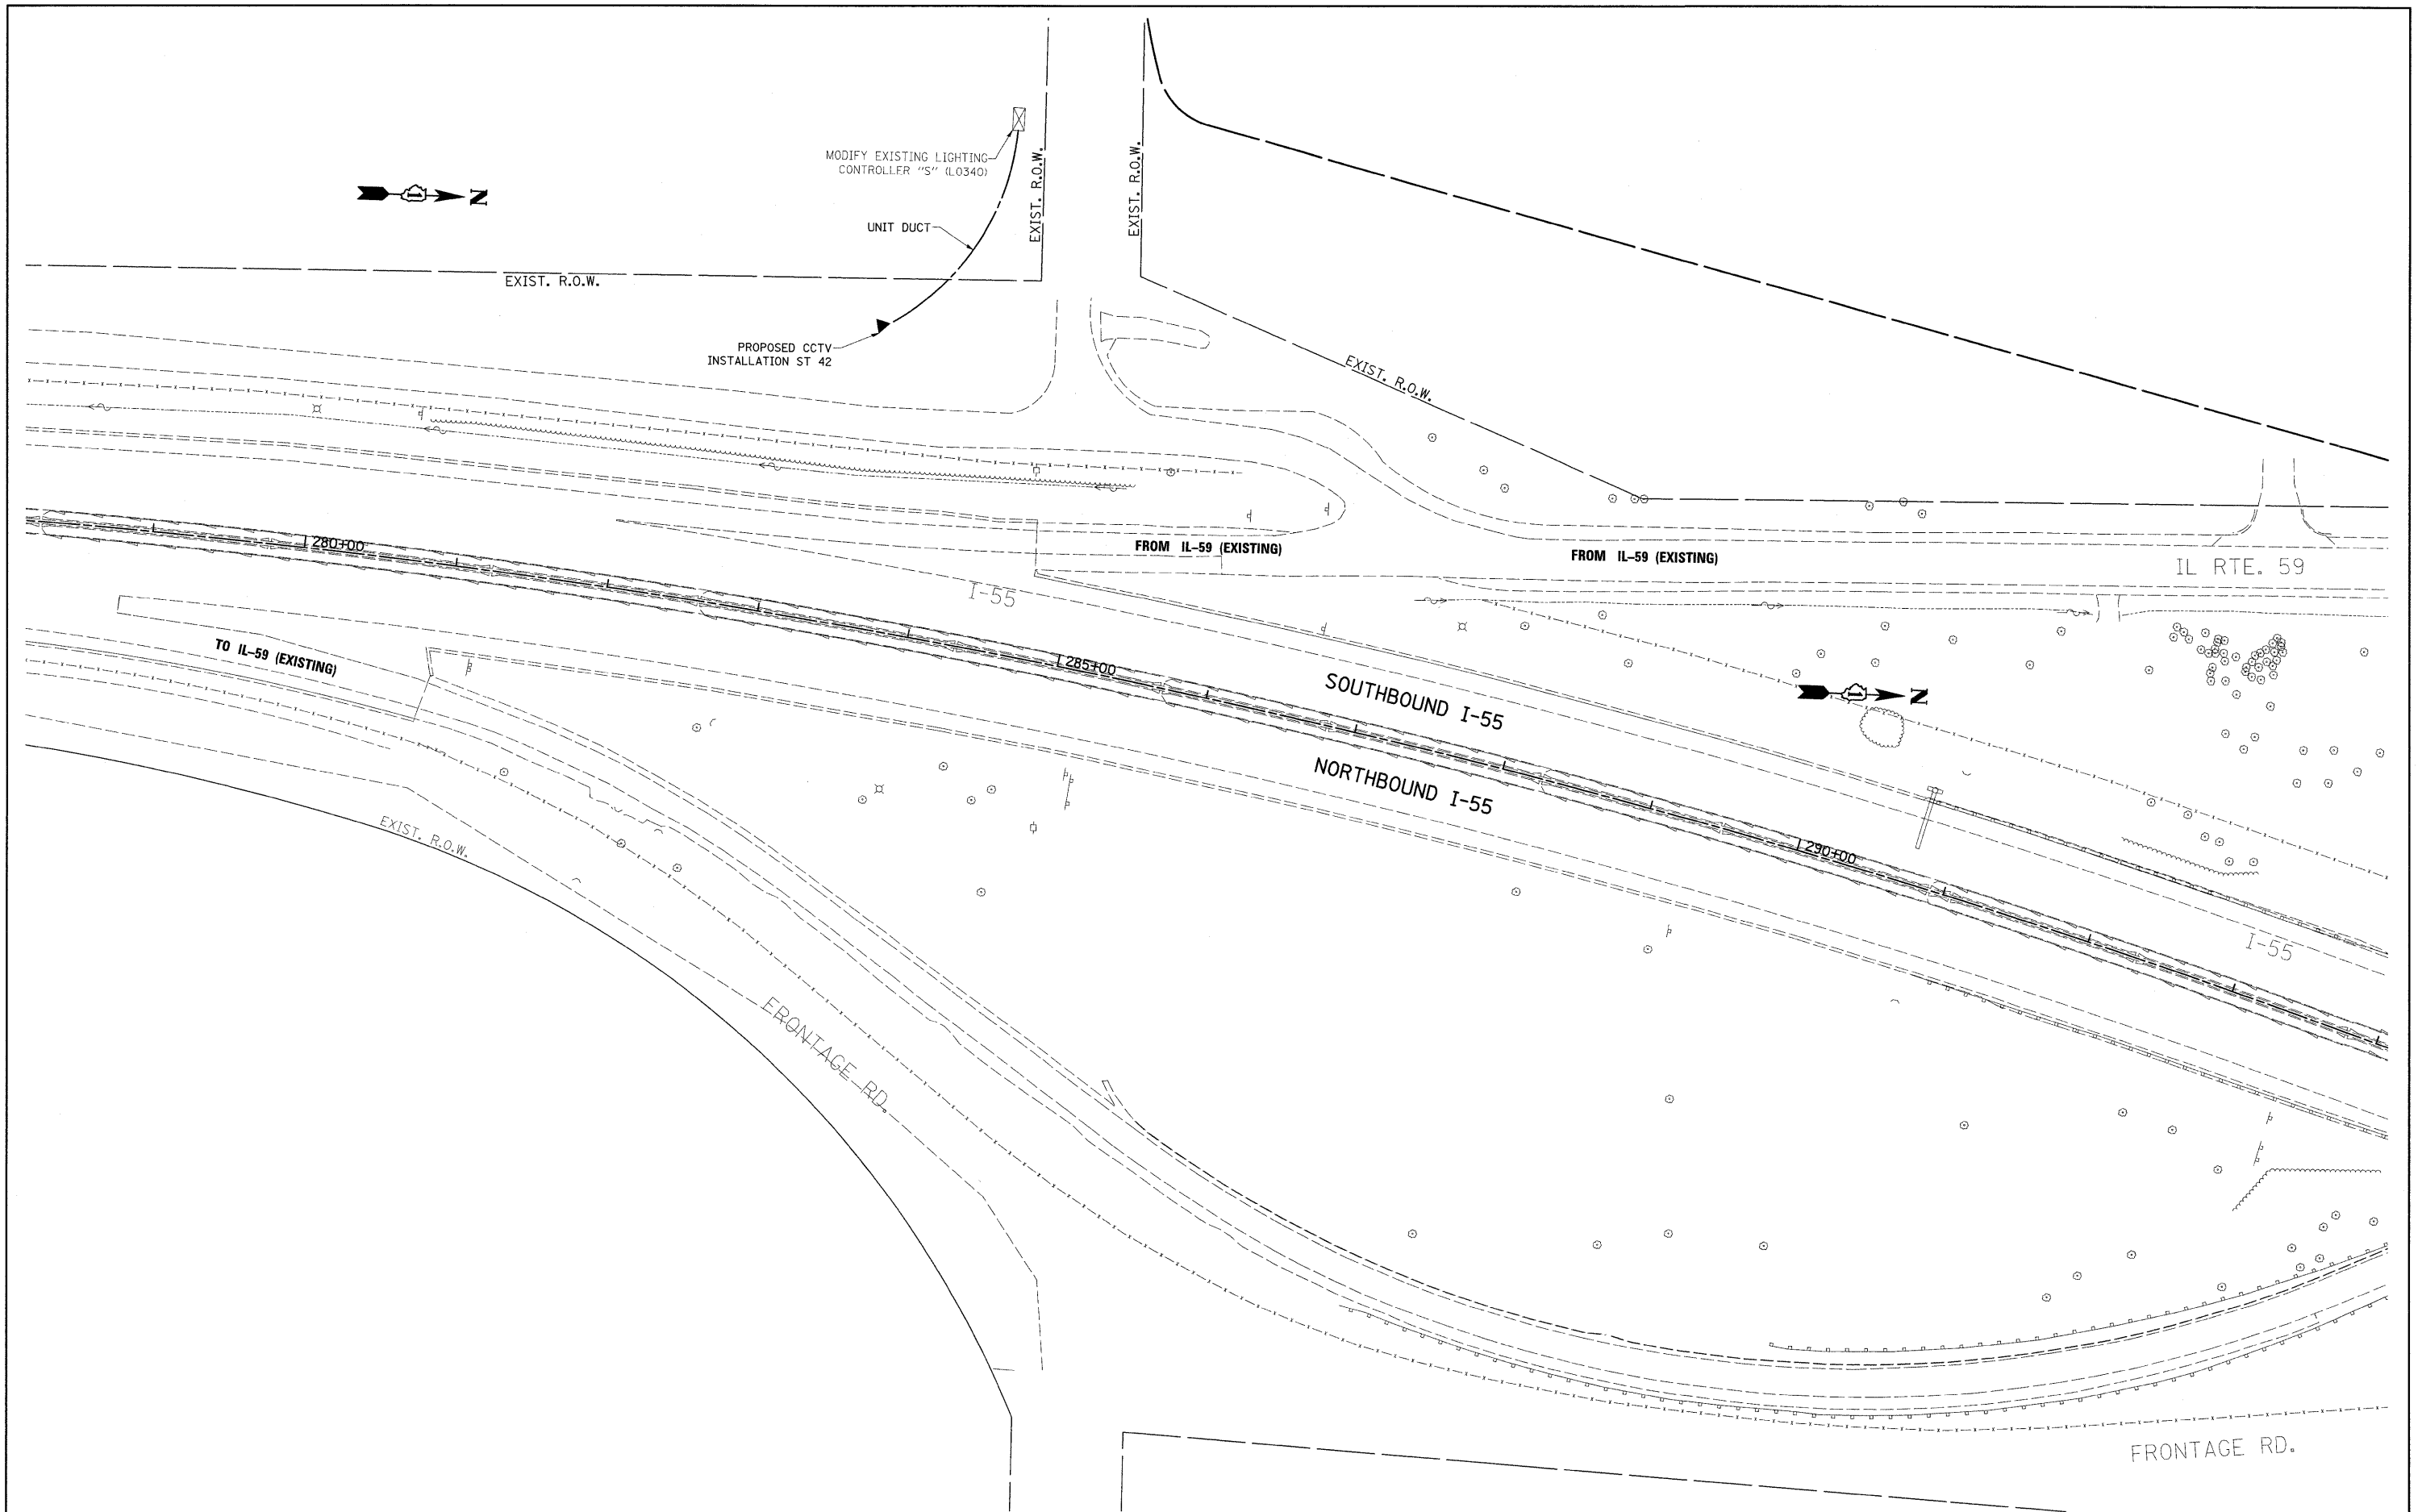 MODIFY EXISTING LIGHTING
CONTROLLER "S" (L0340)
N
UNIT DUCT
EXIST. R.O.W.
EXIST. R.O.W.
EXIST. R.O.W.
PROPOSED CCTV
INSTALLATION ST 42
EXIST. R.O.W.
280+00
FROM IL-59 (EXISTING)
FROM IL-59 (EXISTING)
IL RTE. 59
I-55
TO IL-59 (EXISTING)
285+00
SOUTHBOUND I-55
N
NORTHBOUND I-55
290+00
EXIST. R.O.W.
I-55
FRONTAGE RD.
FRONTAGE RD.